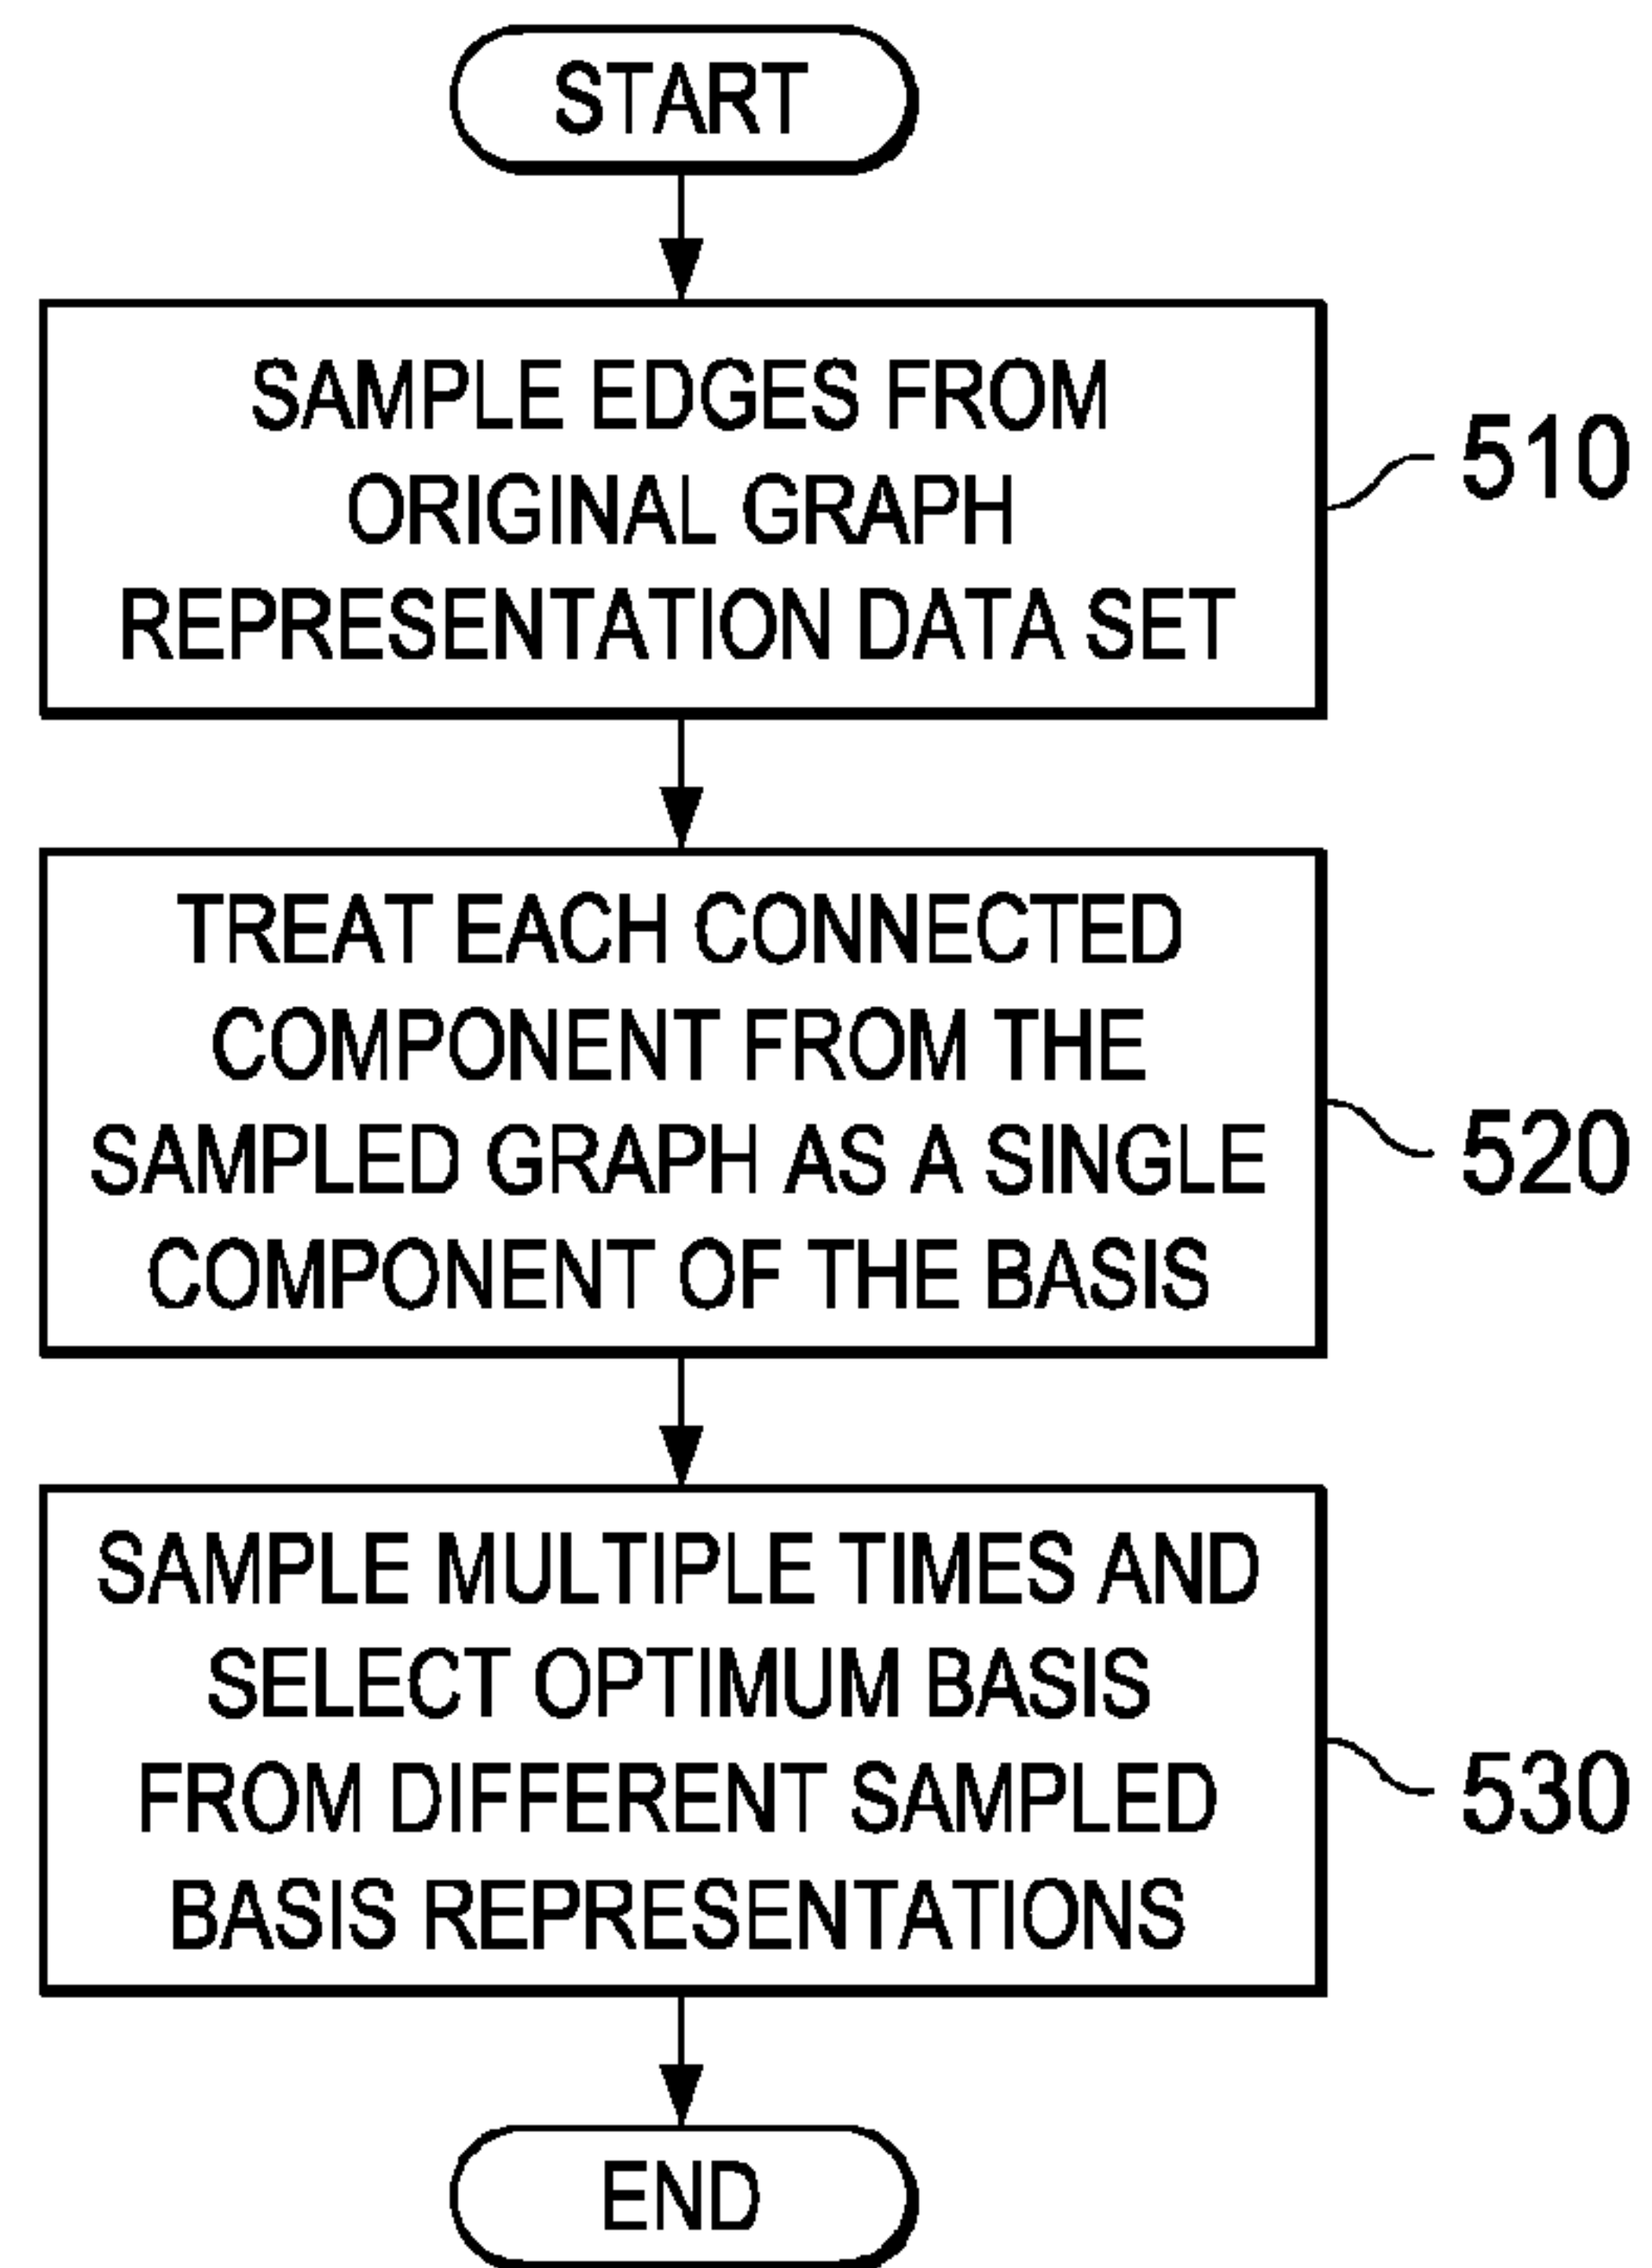 START
SAMPLE EDGES FROM
ORIGINAL GRAPH
REPRESENTATION DATA SET
510
TREAT EACH CONNECTED
COMPONENT FROM THE
SAMPLED GRAPH AS A SINGLE
COMPONENT OF THE BASIS
520
SAMPLE MULTIPLE TIMES AND
SELECT OPTIMUM BASIS
FROM DIFFERENT SAMPLED
BASIS REPRESENTATIONS
530
END